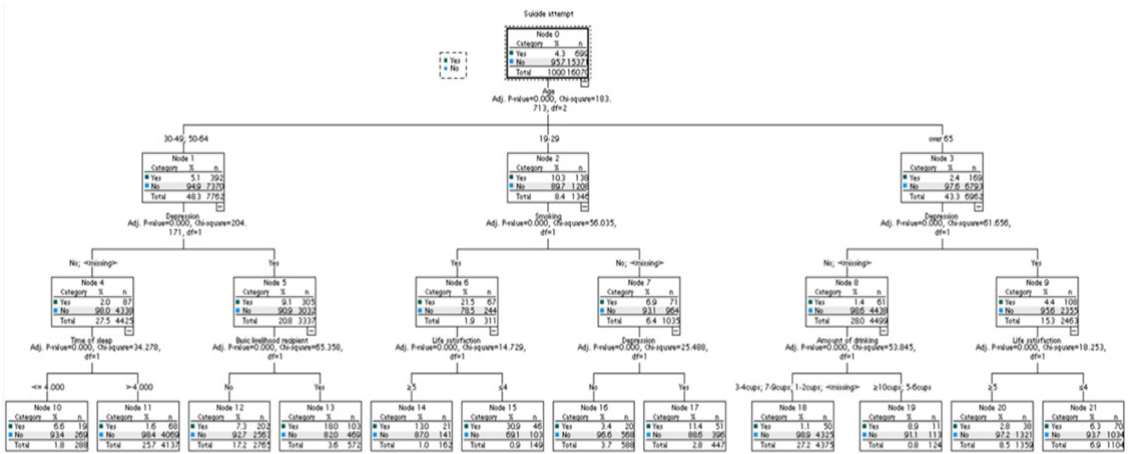 Suicide attempt
Node 0
Category % n
Yes 4.3 699
No 95.7 15371
Total 100.0 16070
Yes
No
Age
Adj. P-value=0.000, Chi-square=183.
713, df=2
30-49; 50-64
19-29
over 65
Node 1
Category % n
Yes 5.1 392
No 94.9 7370
Total 48.3 7762
Node 2
Category % n
Yes 10.3 138
No 89.7 1208
Total 8.4 1346
Node 3
Category % n
Yes 2.4 169
No 97.6 6793
Total 43.3 6962
Depression
Adj. P-value=0.000, Chi-square=204.
171, df=1
Smoking
Adj. P-value=0.000, Chi-square=56.035,
df=1
Depression
Adj. P-value=0.000, Chi-square=61.656,
df=1
No; <missing>
Yes
Yes
No; <missing>
No; <missing>
Yes
Node 4
Category % n
Yes 2.0 87
No 98.0 4338
Total 27.5 4425
Node 5
Category % n
Yes 9.1 305
No 90.9 3032
Total 20.8 3337
Node 6
Category % n
Yes 21.5 67
No 78.5 244
Total 1.9 311
Node 7
Category % n
Yes 6.9 71
No 93.1 964
Total 6.4 1035
Node 8
Category % n
Yes 1.4 61
No 98.6 4438
Total 28.0 4499
Node 9
Category % n
Yes 4.4 108
No 95.6 2355
Total 15.3 2463
Time of sleep
Adj. P-value=0.000, Chi-square=34.278,
df=1
Basic livelihood recipient
Adj. P-value=0.000, Chi-square=65.358,
df=1
Life satisfaction
Adj. P-value=0.000, Chi-square=14.729,
df=1
Depression
Adj. P-value=0.000, Chi-square=25.488,
df=1
Amount of drinking
Adj. P-value=0.000, Chi-square=53.845,
df=1
Life satisfaction
Adj. P-value=0.000, Chi-square=18.253,
df=1
<= 4.000
> 4.000
No
Yes
≥5
≤4
No
Yes
3-4cups; 7-9cups; 1-2cups; <missing>
≥10cups; 5-6cups
≥5
≤4
Node 10
Category % n
Yes 6.6 19
No 93.4 269
Total 1.8 288
Node 11
Category % n
Yes 1.6 68
No 98.4 4069
Total 25.7 4137
Node 12
Category % n
Yes 7.3 202
No 92.7 2563
Total 17.2 2765
Node 13
Category % n
Yes 18.0 103
No 82.0 469
Total 3.6 572
Node 14
Category % n
Yes 13.0 21
No 87.0 141
Total 1.0 162
Node 15
Category % n
Yes 30.9 46
No 69.1 103
Total 0.9 149
Node 16
Category % n
Yes 3.4 20
No 96.6 568
Total 3.7 588
Node 17
Category % n
Yes 11.4 51
No 88.6 396
Total 2.8 447
Node 18
Category % n
Yes 1.1 50
No 98.9 4325
Total 27.2 4375
Node 19
Category % n
Yes 8.9 11
No 91.1 113
Total 0.8 124
Node 20
Category % n
Yes 2.8 38
No 97.2 1321
Total 8.5 1359
Node 21
Category % n
Yes 6.3 70
No 93.7 1034
Total 6.9 1104